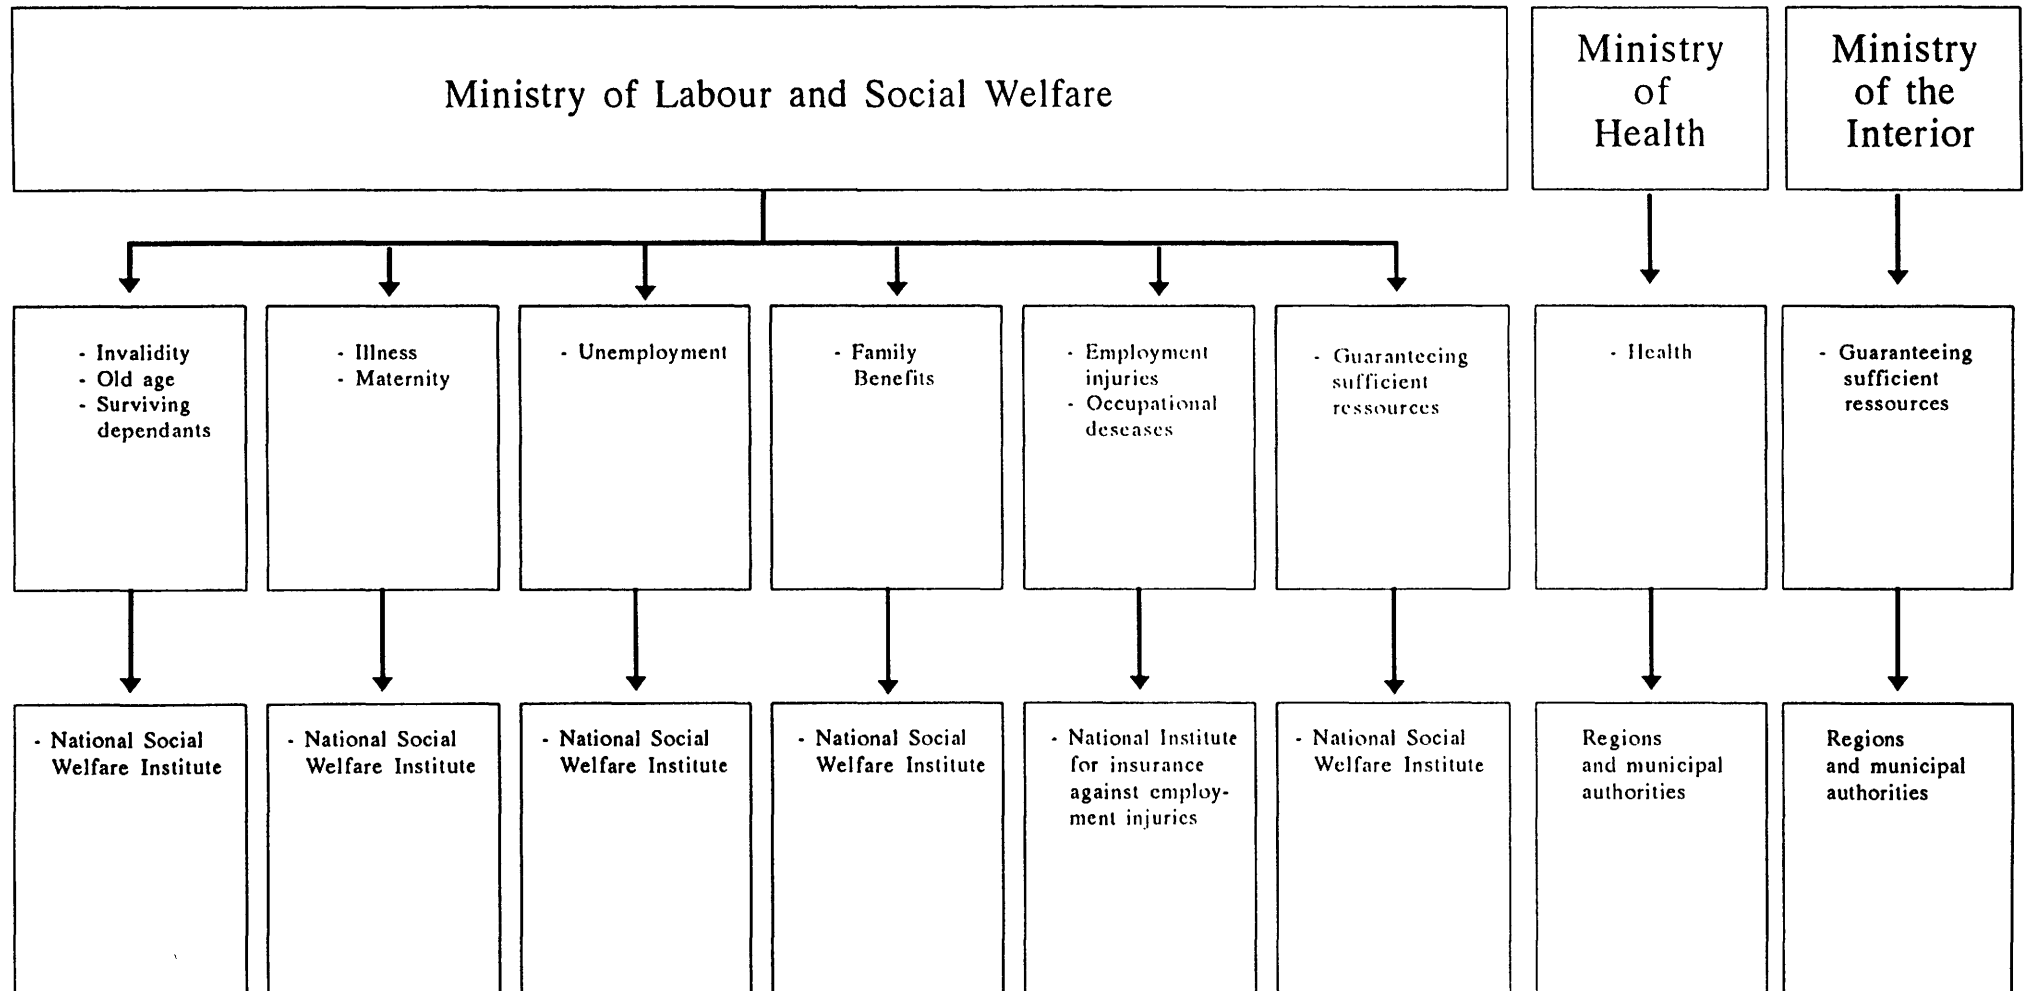 Ministry of Labour and Social Welfare
Ministry
of
Health
Ministry
of the
Interior
- Invalidity
- Old age
- Surviving
dependants
- Illness
- Maternity
- Unemployment
- Family
Benefits
- Employment
injuries
- Occupational
deseases
- Guaranteeing
sufficient
ressources
- Health
- Guaranteeing
sufficient
ressources
- National Social
Welfare Institute
- National Social
Welfare Institute
- National Social
Welfare Institute
- National Social
Welfare Institute
- National Institute
for insurance
against employ-
ment injuries
- National Social
Welfare Institute
Regions
and municipal
authorities
Regions
and municipal
authorities